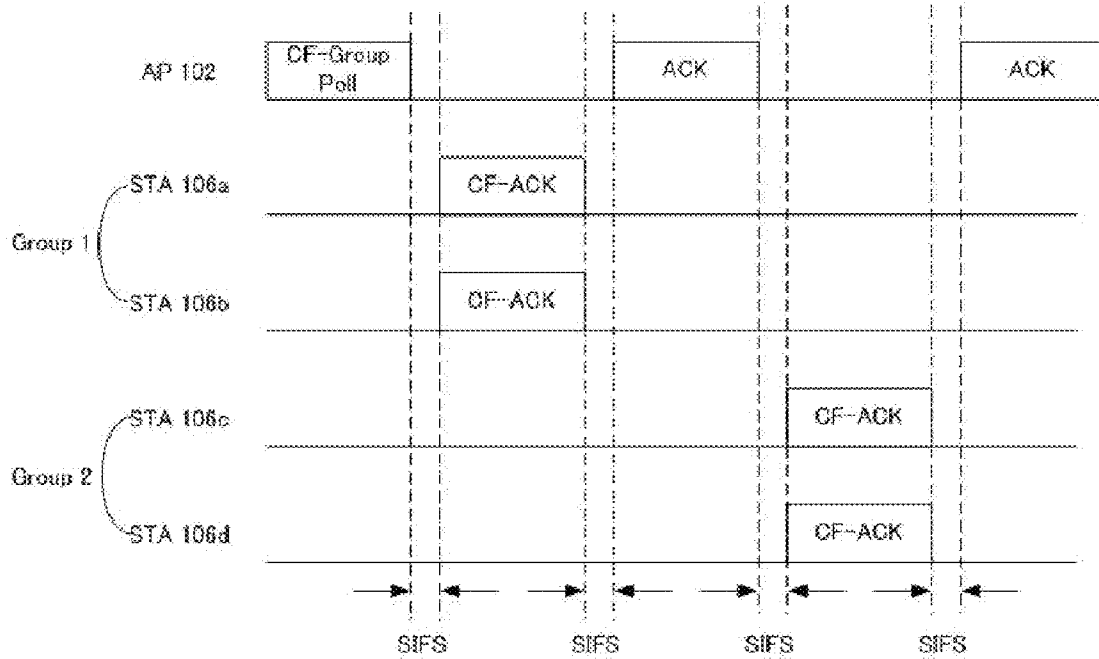 AP 102
CF-Group
Poll
ACK
ACK
STA 106a
CF-ACK
Group 1
STA 106b
CF-ACK
STA 106c
CF-ACK
Group 2
STA 106d
CF-ACK
SIFS
SIFS
SIFS
SIFS